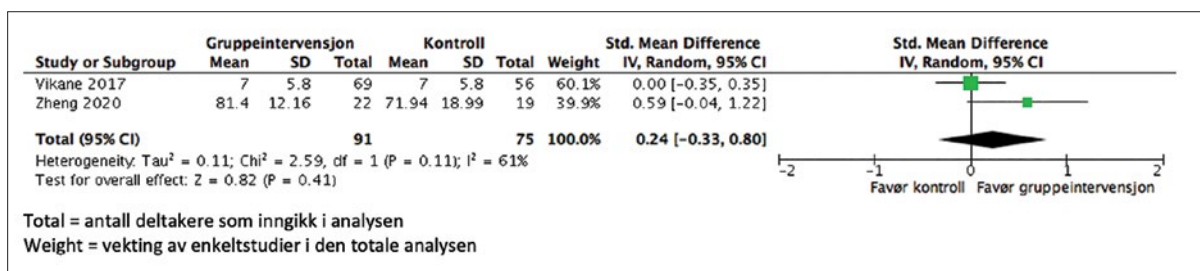 Gruppeintervensjon Kontroll Std. Mean Difference Std. Mean Difference
Study or Subgroup Mean SD Total Mean SD Total Weight IV, Random, 95% CI IV, Random, 95% CI
Vikane 2017 7 5.8 69 7 5.8 56 60.1% 0.00 [-0.35, 0.35]
Zheng 2020 81.4 12.16 22 71.94 18.99 19 39.9% 0.59 [-0.04, 1.22]
Total (95% CI) 91 75 100.0% 0.24 [-0.33, 0.80]
Heterogeneity: Tau² = 0.11; Chi² = 2.59, df = 1 (P = 0.11); I² = 61%
Test for overall effect: Z = 0.82 (P = 0.41)
-2 -1 0 1 2
Favør kontroll Favør gruppeintervensjon
Total = antall deltakere som inngikk i analysen
Weight = vekting av enkeltstudier i den totale analysen